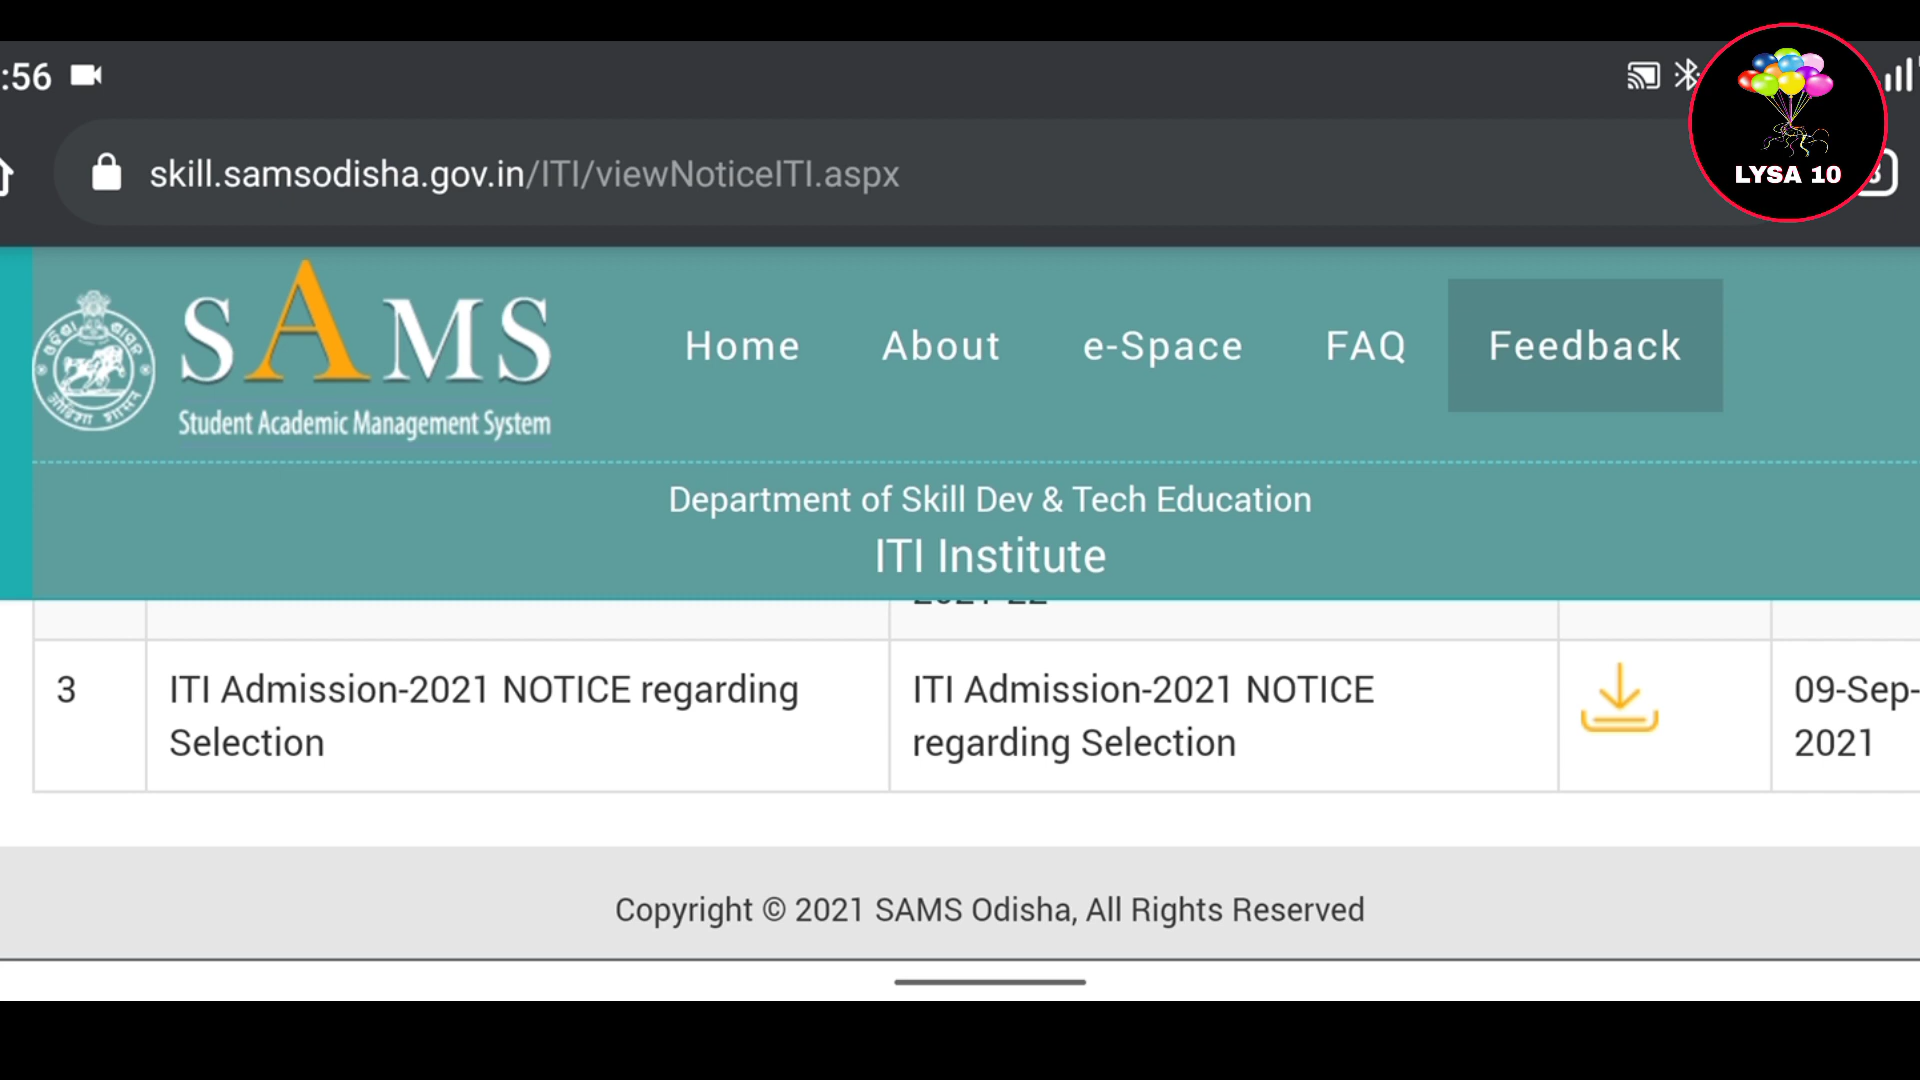 :56
LYSA 10
skill.samsodisha.gov.in/ITI/viewNoticeITI.aspx
SAMS
Student Academic Management System
Home About e-Space FAQ Feedback
Department of Skill Dev & Tech Education
ITI Institute
3 ITI Admission-2021 NOTICE regarding ITI Admission-2021 NOTICE 09-Sep-
Selection regarding Selection 2021
Copyright © 2021 SAMS Odisha, All Rights Reserved